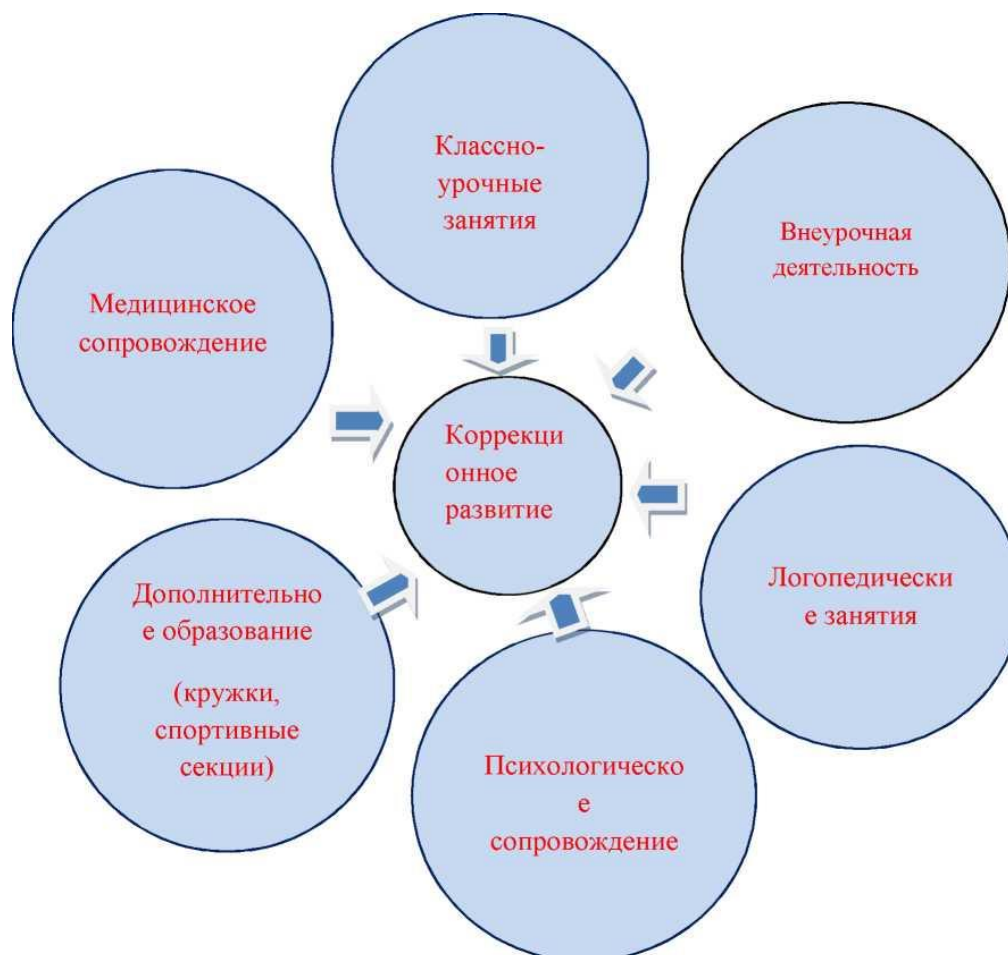 Классно-
урочные
занятия
Внеурочная
деятельность
Медицинское
сопровождение
Коррекци
онное
развитие
Логопедически
е занятия
Дополнительно
е образование
(кружки,
спортивные
секции)
Психологическо
е
сопровождение